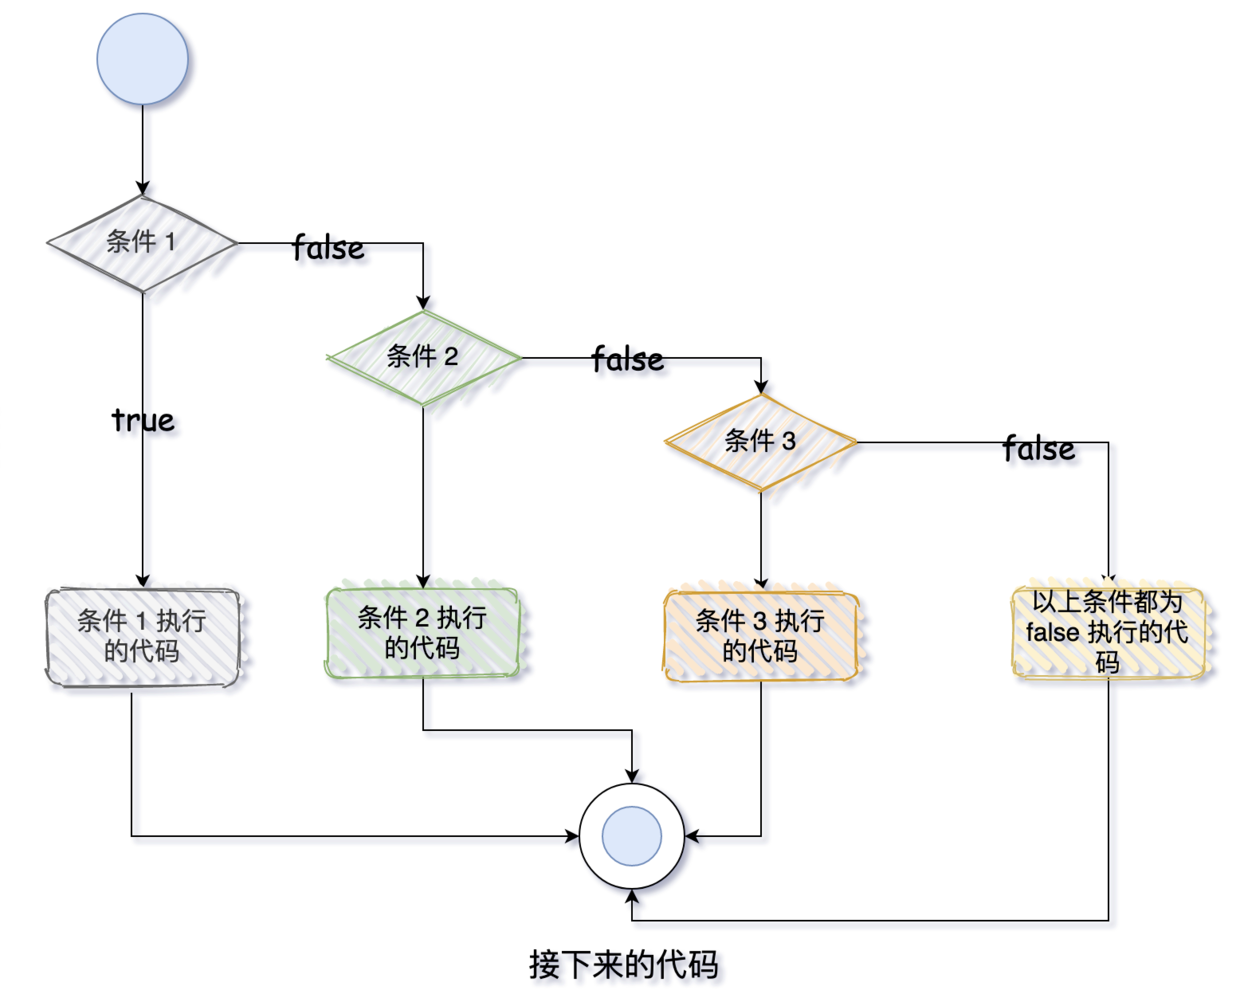 条件 1
false
条件 2
false
条件 3
false
true
条件 1 执行
的代码
条件 2 执行
的代码
条件 3 执行
的代码
以上条件都为
false 执行的代
码
接下来的代码